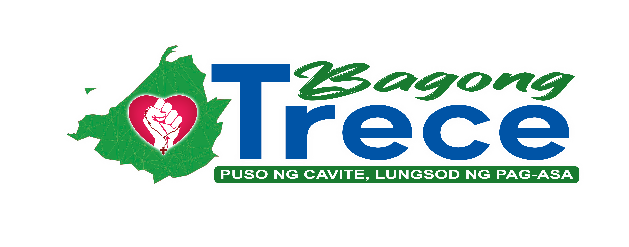 Bagong
Trece
PUSO NG CAVITE, LUNGSOD NG PAG-ASA